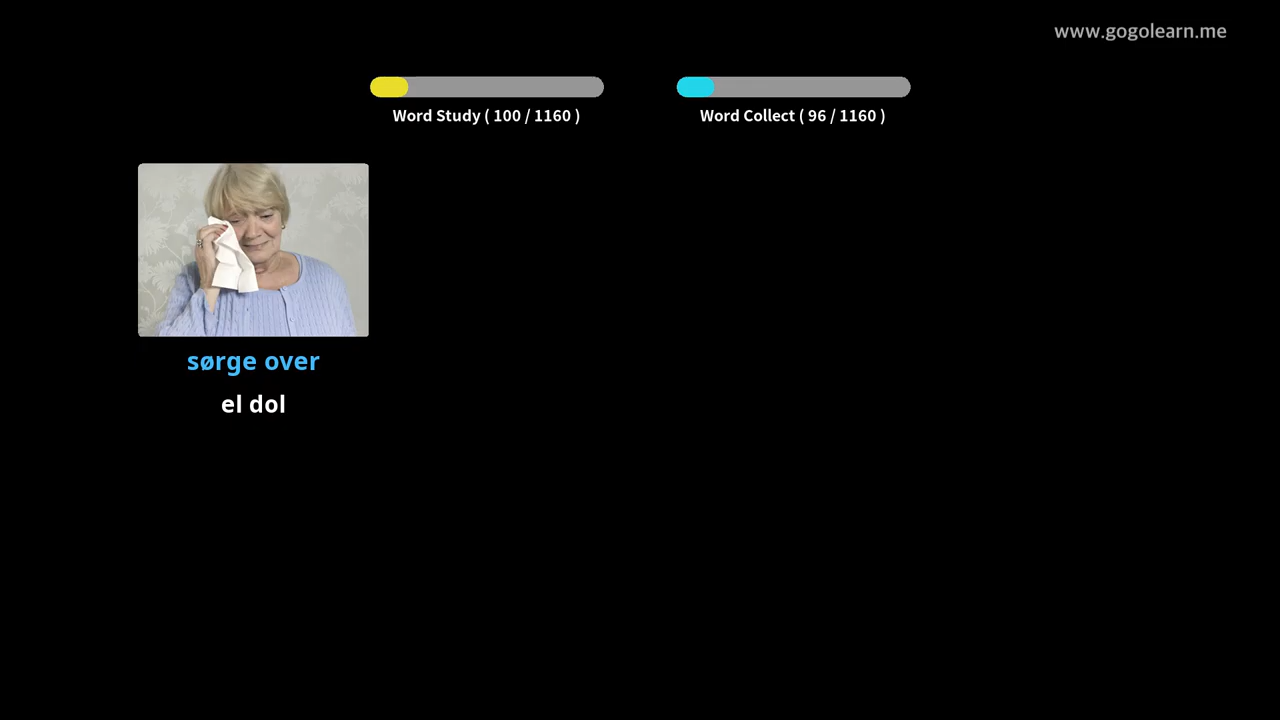 www.gogolearn.me
Word Study ( 100 / 1160 )
Word Collect ( 96 / 1160 )
sørge over
el dol